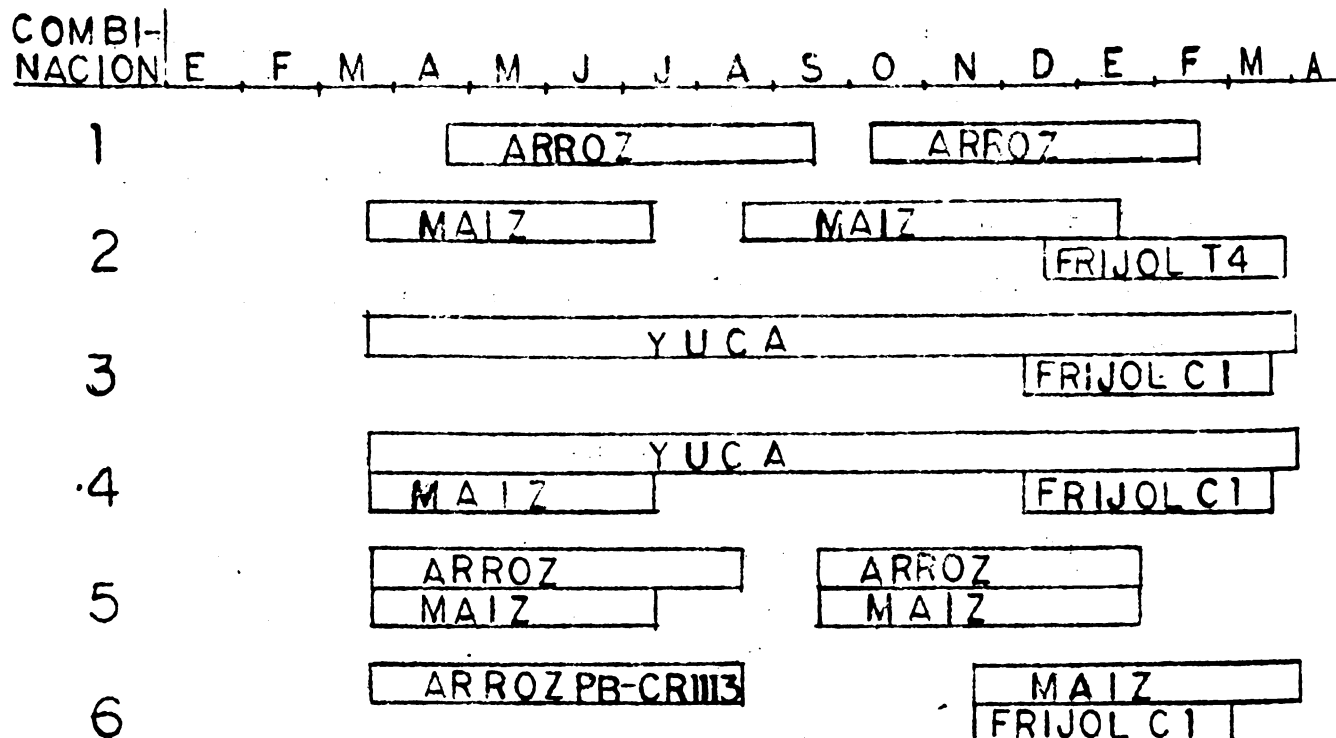 COMBI-
NACION E F M A M J J A S O N D E F M A
1 ARROZ ARROZ
2 MAIZ MAIZ
FRIJOL T4
3 YUCA
FRIJOL C1
4 YUCA
MAIZ FRIJOL C1
5 ARROZ ARROZ
MAIZ MAIZ
6 ARROZ PB-CR1113 MAIZ
FRIJOL C1